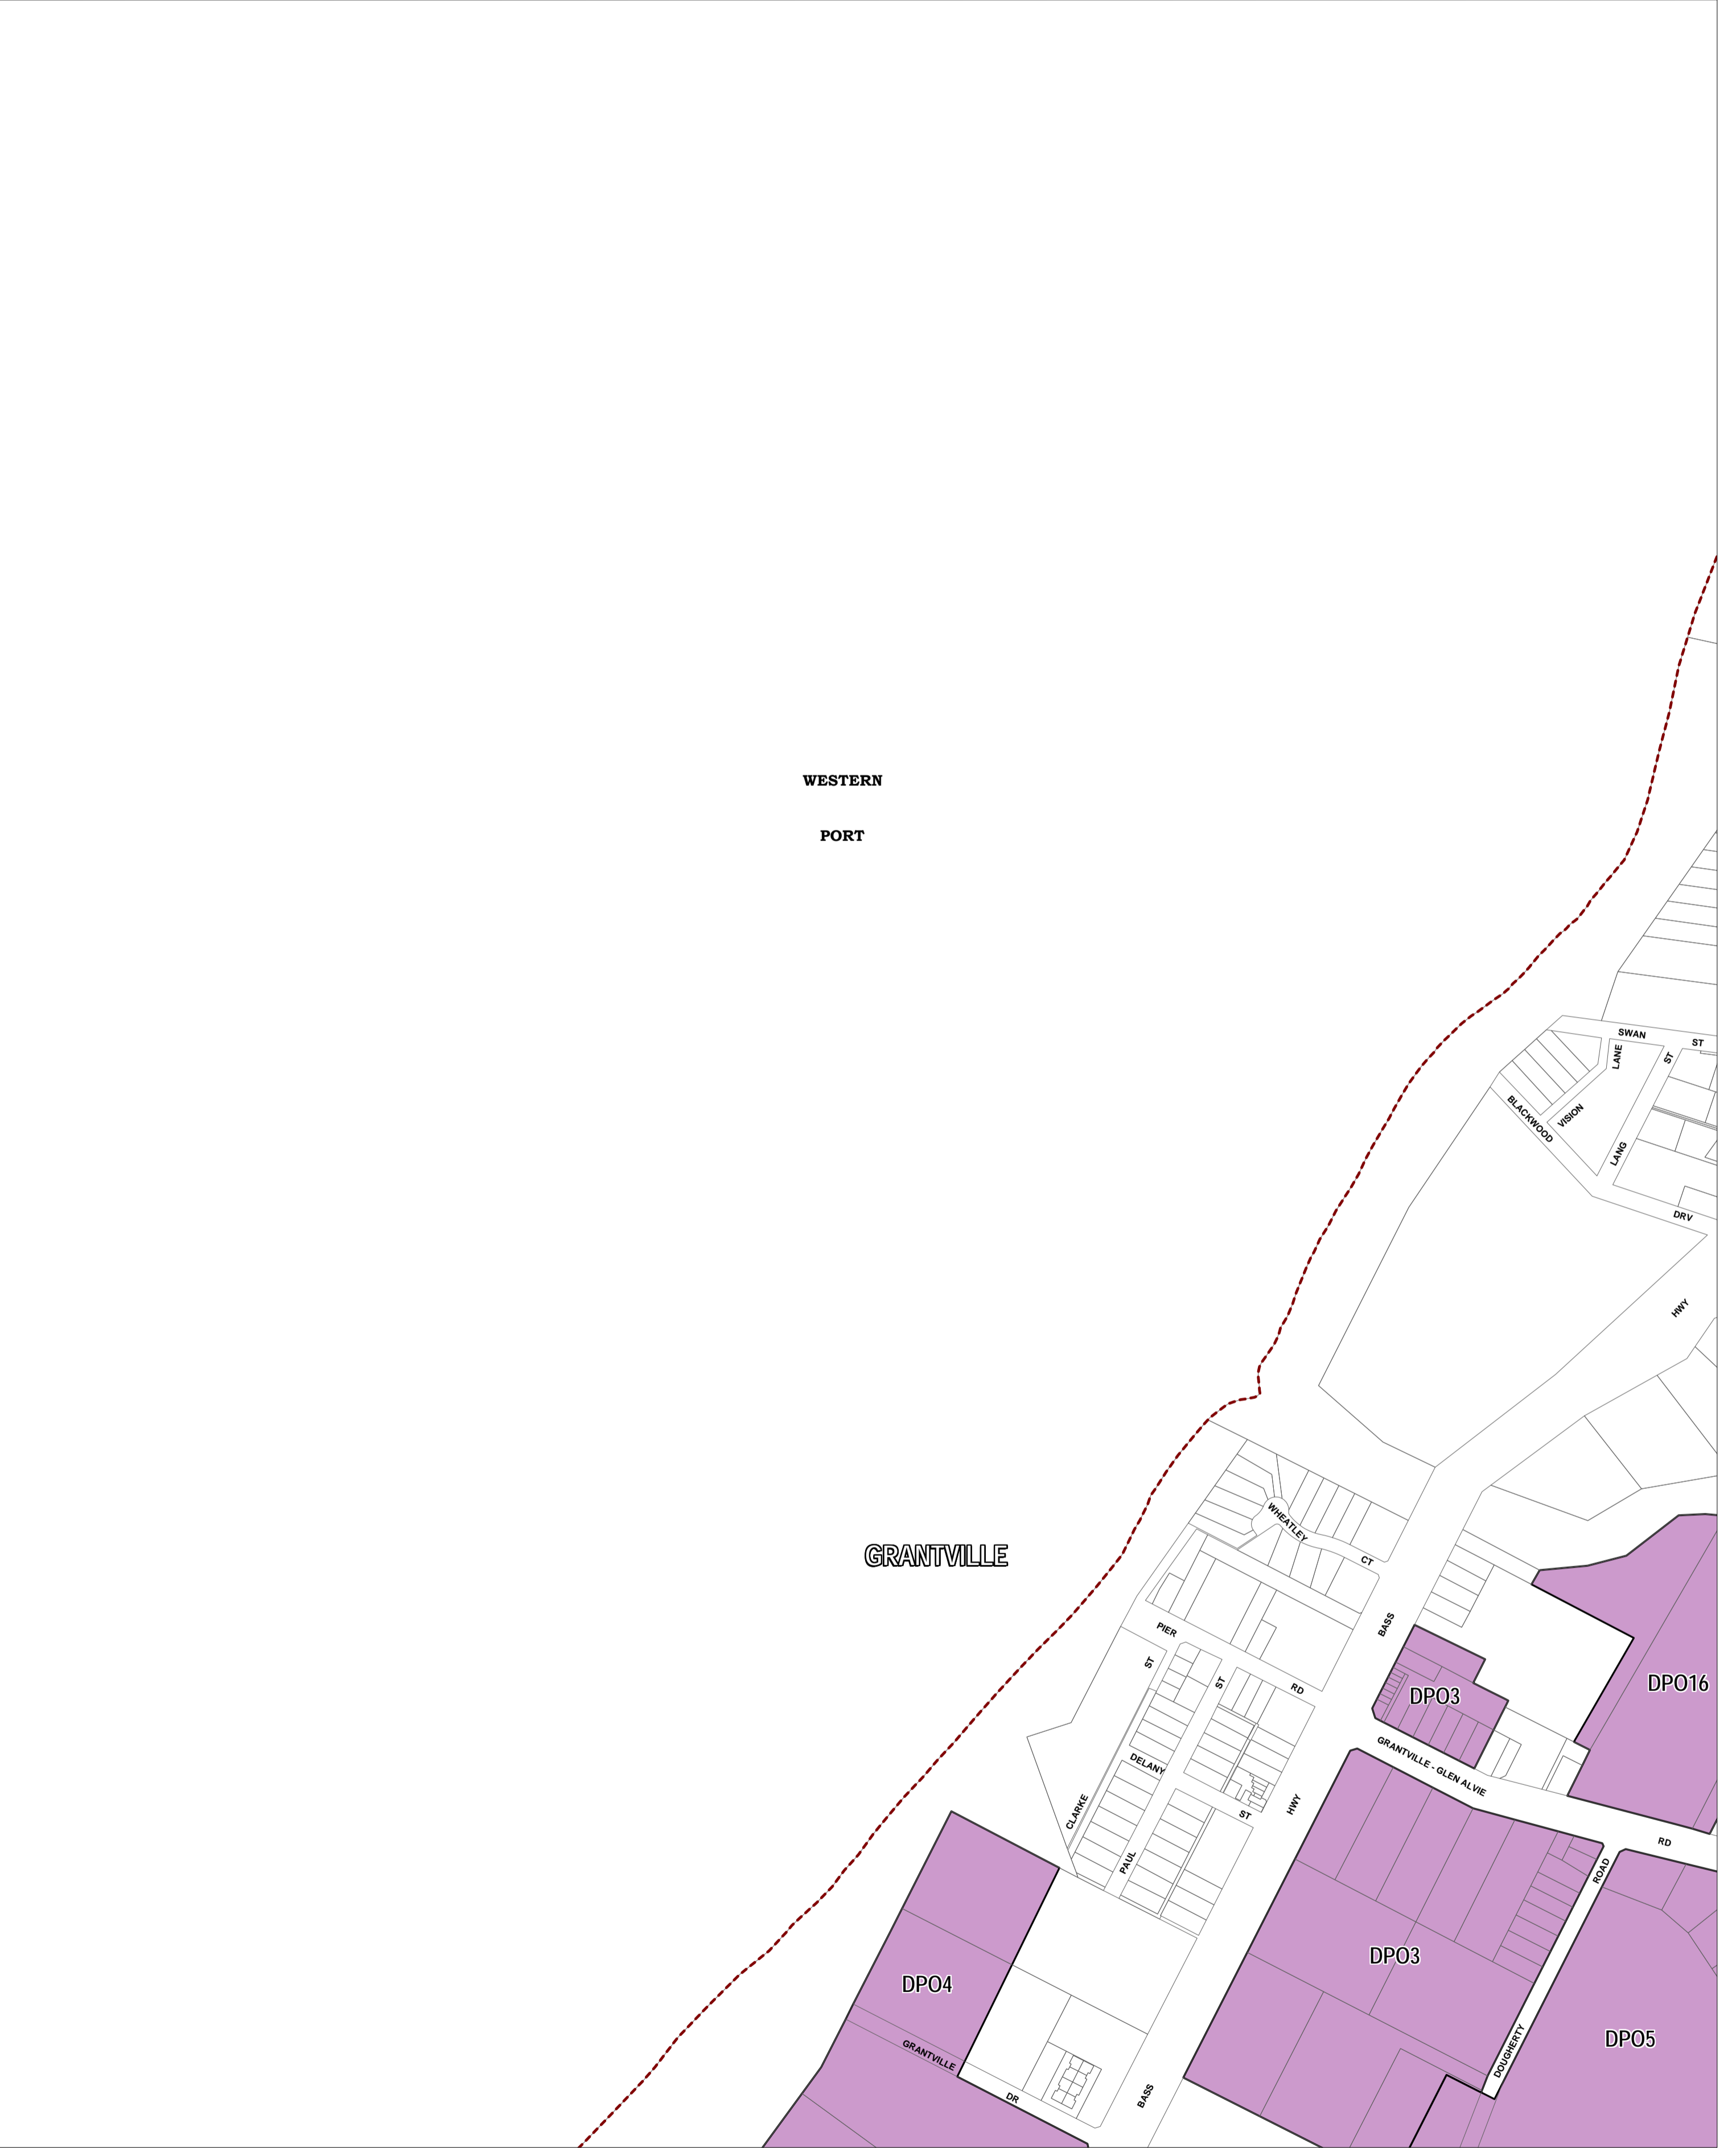 WESTERN
PORT
SWAN
ST
LANE
ST
BLACKWOOD
VISION
LANG
DRV
HWY
WHEATLEY
CT
GRANTVILLE
BASS
PIER
ST
ST
RD
DPO16
DPO3
GRANTVILLE - GLEN ALVIE
DELANY
CLARKE
HWY
ST
RD
PAUL
ROAD
DPO3
DPO4
DPO5
GRANTVILLE
DOUGHERTY
DR
BASS